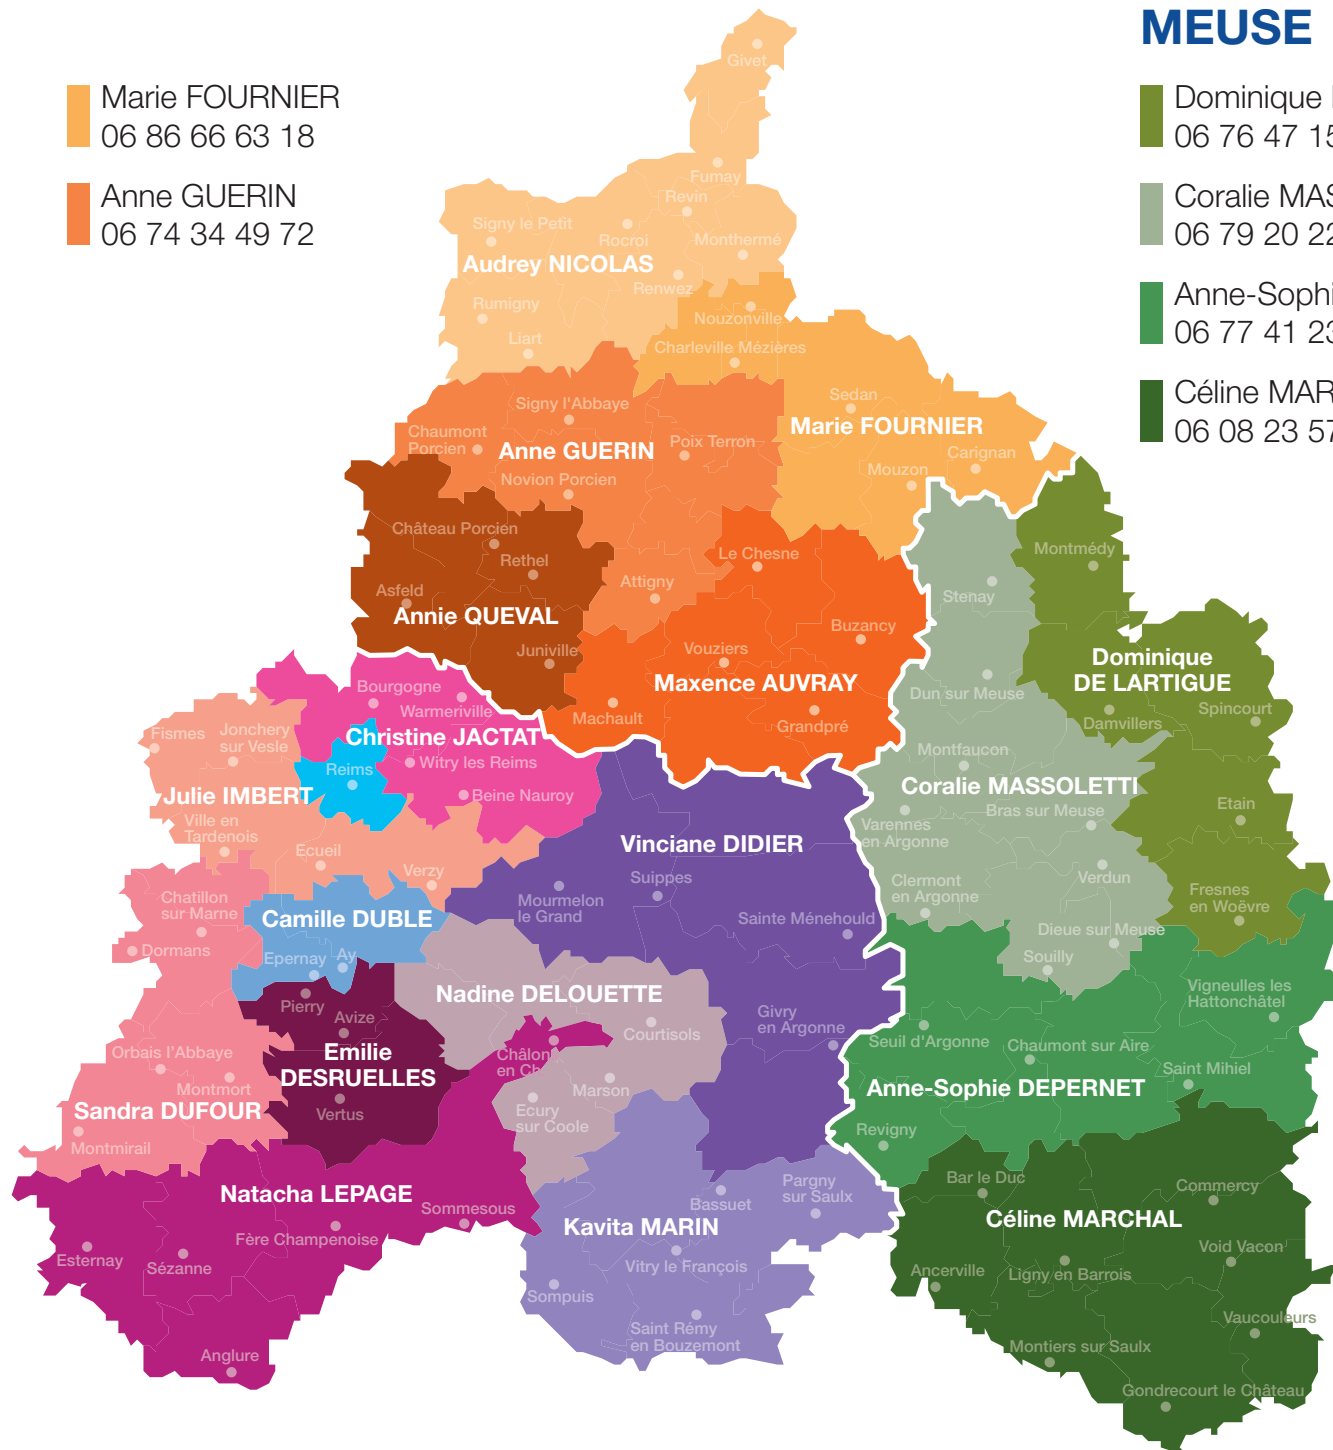 MEUSE
Marie FOURNIER
06 86 66 63 18
Anne GUERIN
06 74 34 49 72
Dominique
06 76 47 15
Coralie MAS
06 79 20 22
Anne-Sophi
06 77 41 23
Céline MAR
06 08 23 57
Givet
Fumay
Revin
Signy le Petit
Rocroi
Monthermé
Audrey NICOLAS
Renwez
Rumigny
Nouzonville
Liart
Charleville Mézières
Signy l'Abbaye
Sedan
Chaumont
Porcien
Poix Terron
Marie FOURNIER
Anne GUERIN
Carignan
Mouzon
Novion Porcien
Château Porcien
Le Chesne
Montmédy
Rethel
Attigny
Asfeld
Stenay
Annie QUEVAL
Buzancy
Juniville
Vouziers
Dominique
DE LARTIGUE
Maxence AUVRAY
Bourgogne
Dun sur Meuse
Warmeriville
Machault
Grandpré
Damvillers
Spincourt
Fismes
Jonchery
sur Vesle
Christine JACTAT
Montfaucon
Reims
Witry les Reims
Coralie MASSOLETTI
Julie IMBERT
Beine Nauroy
Bras sur Meuse
Etain
Ville en
Tardenois
Varennes
en Argonne
Vinciane DIDIER
Ecueil
Verzy
Suippes
Clermont
en Argonne
Verdun
Chatillon
sur Marne
Mourmelon
le Grand
Fresnes
en Woëvre
Camille DUBLE
Sainte Ménehould
Dieue sur Meuse
Dormans
Epernay
Ay
Souilly
Nadine DELOUETTE
Vigneulles les
Hattonchâtel
Pierry
Avize
Givry
en Argonne
Courtisols
Seuil d'Argonne
Chaumont sur Aire
Orbais l'Abbaye
Emilie
DESRUELLES
Châlon
en Ch
Saint Mihiel
Montmort
Marson
Anne-Sophie DEPERNET
Sandra DUFOUR
Vertus
Ecury
sur Coole
Revigny
Montmirail
Bar le Duc
Pargny
sur Saulx
Commercy
Natacha LEPAGE
Bassuet
Sommesous
Kavita MARIN
Céline MARCHAL
Fère Champenoise
Void Vacon
Esternay
Sézanne
Vitry le François
Ancerville
Ligny en Barrois
Sompuis
Vaucouleurs
Saint Rémy
en Bouzemont
Montiers sur Saulx
Anglure
Gondrecourt le Château